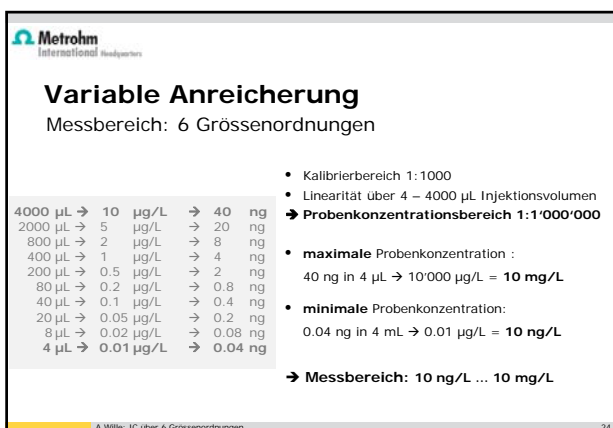 Metrohm
International Headquarters
Variable Anreicherung
Messbereich: 6 Grössenordnungen
4000 µL ➔ 10 µg/L ➔ 40 ng
2000 µL → 5 µg/L → 20 ng
800 µL → 2 µg/L → 8 ng
400 µL → 1 µg/L → 4 ng
200 µL → 0.5 µg/L → 2 ng
80 µL → 0.2 µg/L → 0.8 ng
40 µL → 0.1 µg/L → 0.4 ng
20 µL → 0.05 µg/L → 0.2 ng
8 µL → 0.02 µg/L → 0.08 ng
4 µL ➔ 0.01 µg/L ➔ 0.04 ng
• Kalibrierbereich 1:1000
• Linearität über 4 – 4000 µL Injektionsvolumen
➔ Probenkonzentrationsbereich 1:1'000'000
• maximale Probenkonzentration :
40 ng in 4 µL → 10'000 µg/L = 10 mg/L
• minimale Probenkonzentration:
0.04 ng in 4 mL → 0.01 µg/L = 10 ng/L
➔ Messbereich: 10 ng/L ... 10 mg/L
A.Wille: IC über 6 Grössenordnungen
24